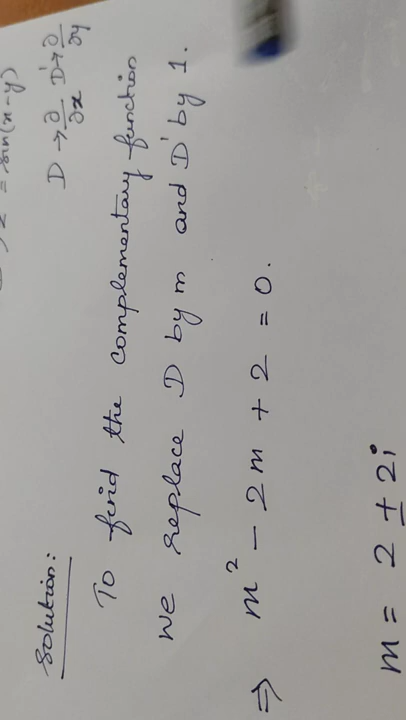 = sin(x-y)
D → ∂/∂x D' → ∂/∂y
Solution:
To find the complementary function
we replace D by m and D' by 1.
⇒ m² - 2m + 2 = 0.
m = 2 ± 2i